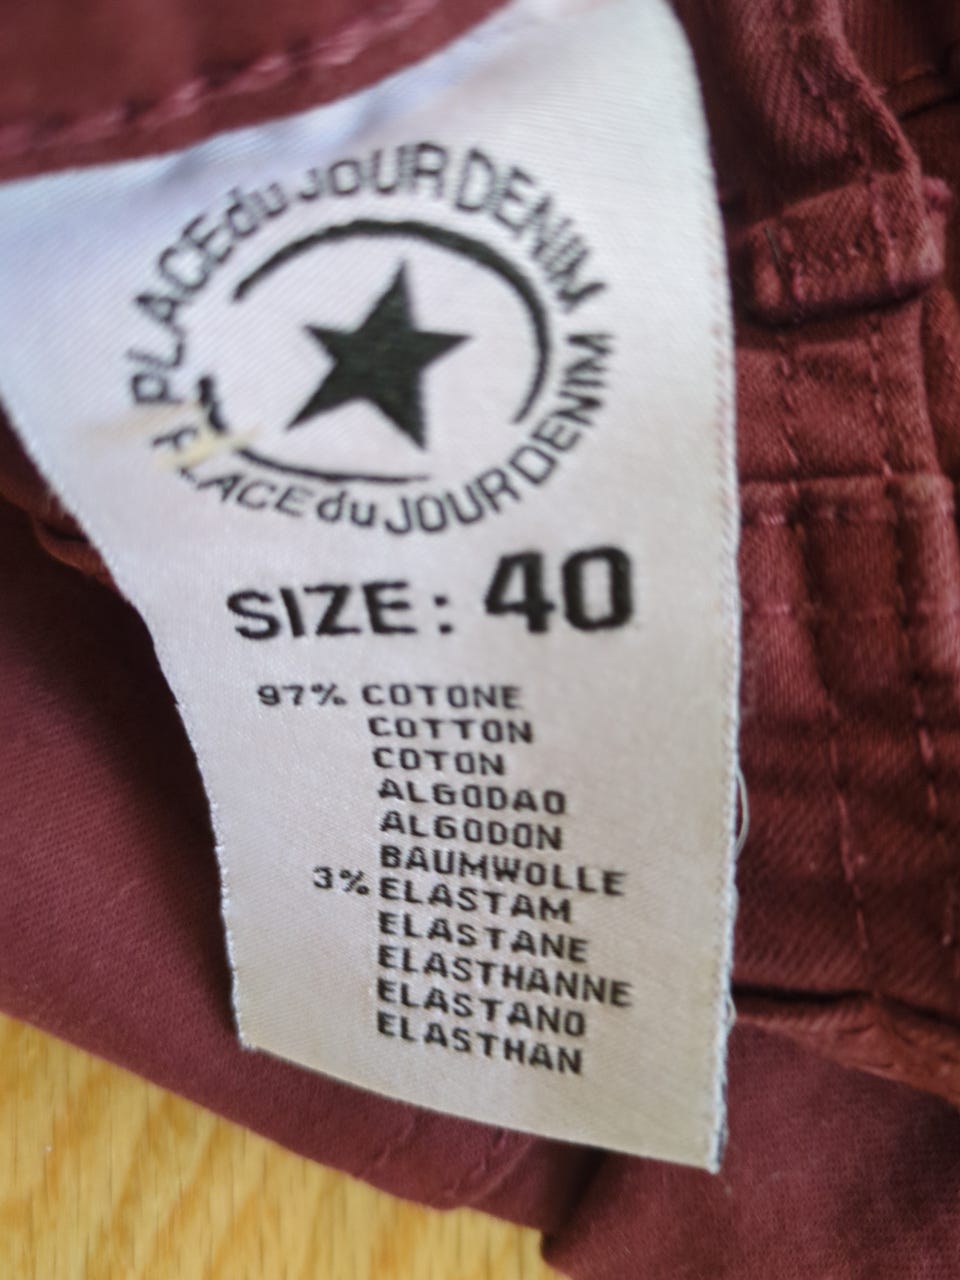 PLACE du JOUR DENIM
PLACE du JOUR DENIM
SIZE: 40
97% COTONE
COTTON
COTON
ALGODAO
ALGODON
BAUMWOLLE
3% ELASTAM
ELASTANE
ELASTHANNE
ELASTANO
ELASTHAN